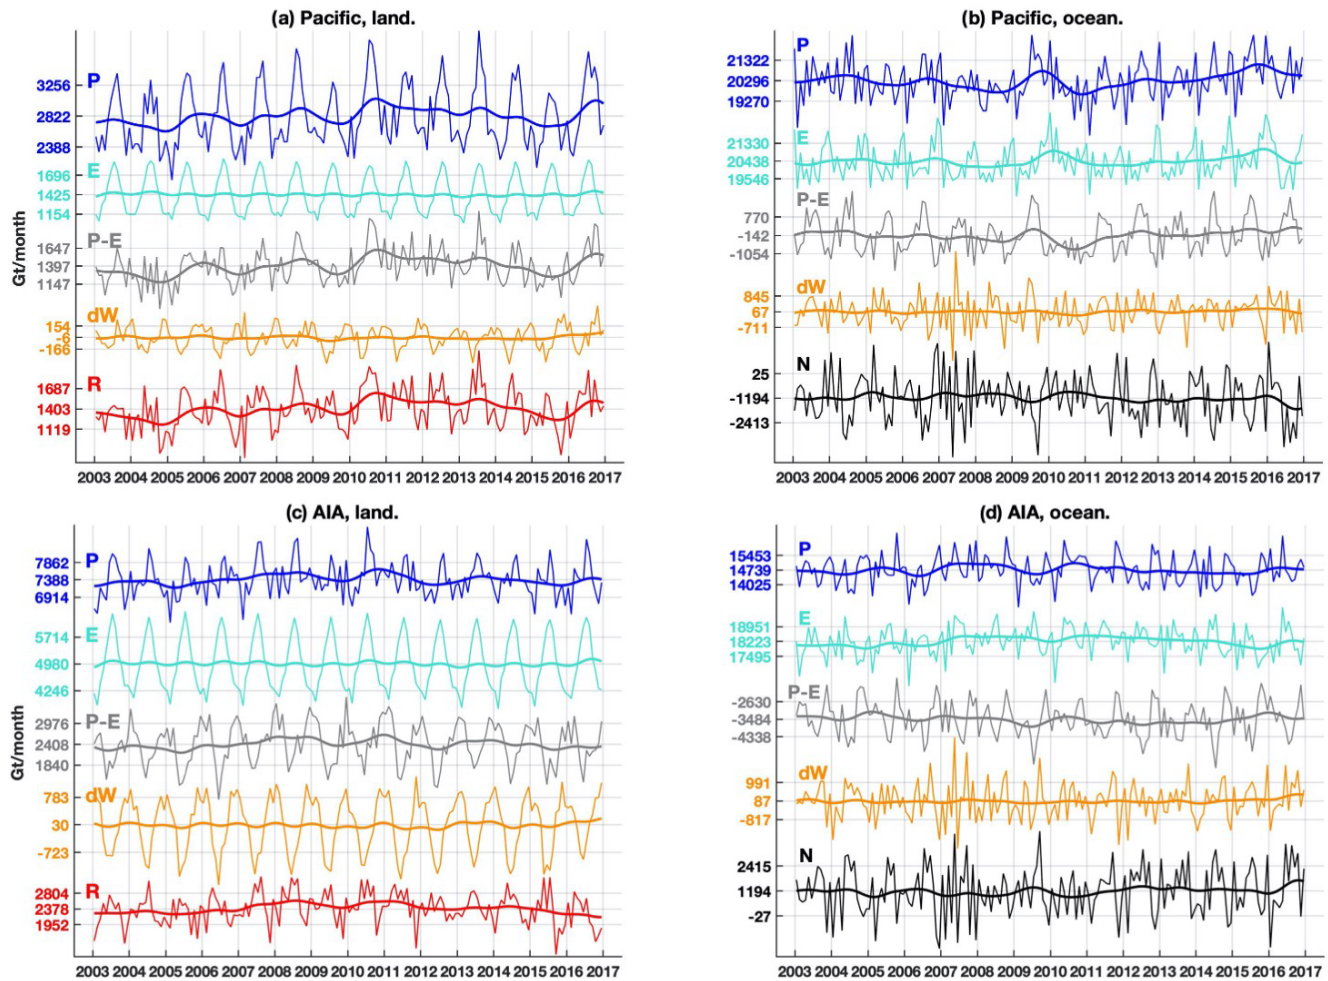 (a) Pacific, land.
P
3256
2822
2388
E
1696
1425
1154
P-E
1647
1397
1147
dW
154
-6
-166
R
1687
1403
1119
Gt/month
2003 2004 2005 2006 2007 2008 2009 2010 2011 2012 2013 2014 2015 2016 2017
(b) Pacific, ocean.
P
21322
20296
19270
E
21330
20438
19546
P-E
770
-142
-1054
dW
845
67
-711
N
25
-1194
-2413
2003 2004 2005 2006 2007 2008 2009 2010 2011 2012 2013 2014 2015 2016 2017
(c) AIA, land.
P
7862
7388
6914
E
5714
4980
4246
P-E
2976
2408
1840
dW
783
30
-723
R
2804
2378
1952
Gt/month
2003 2004 2005 2006 2007 2008 2009 2010 2011 2012 2013 2014 2015 2016 2017
(d) AIA, ocean.
P
15453
14739
14025
E
18951
18223
17495
P-E
-2630
-3484
-4338
dW
991
87
-817
N
2415
1194
-27
2003 2004 2005 2006 2007 2008 2009 2010 2011 2012 2013 2014 2015 2016 2017